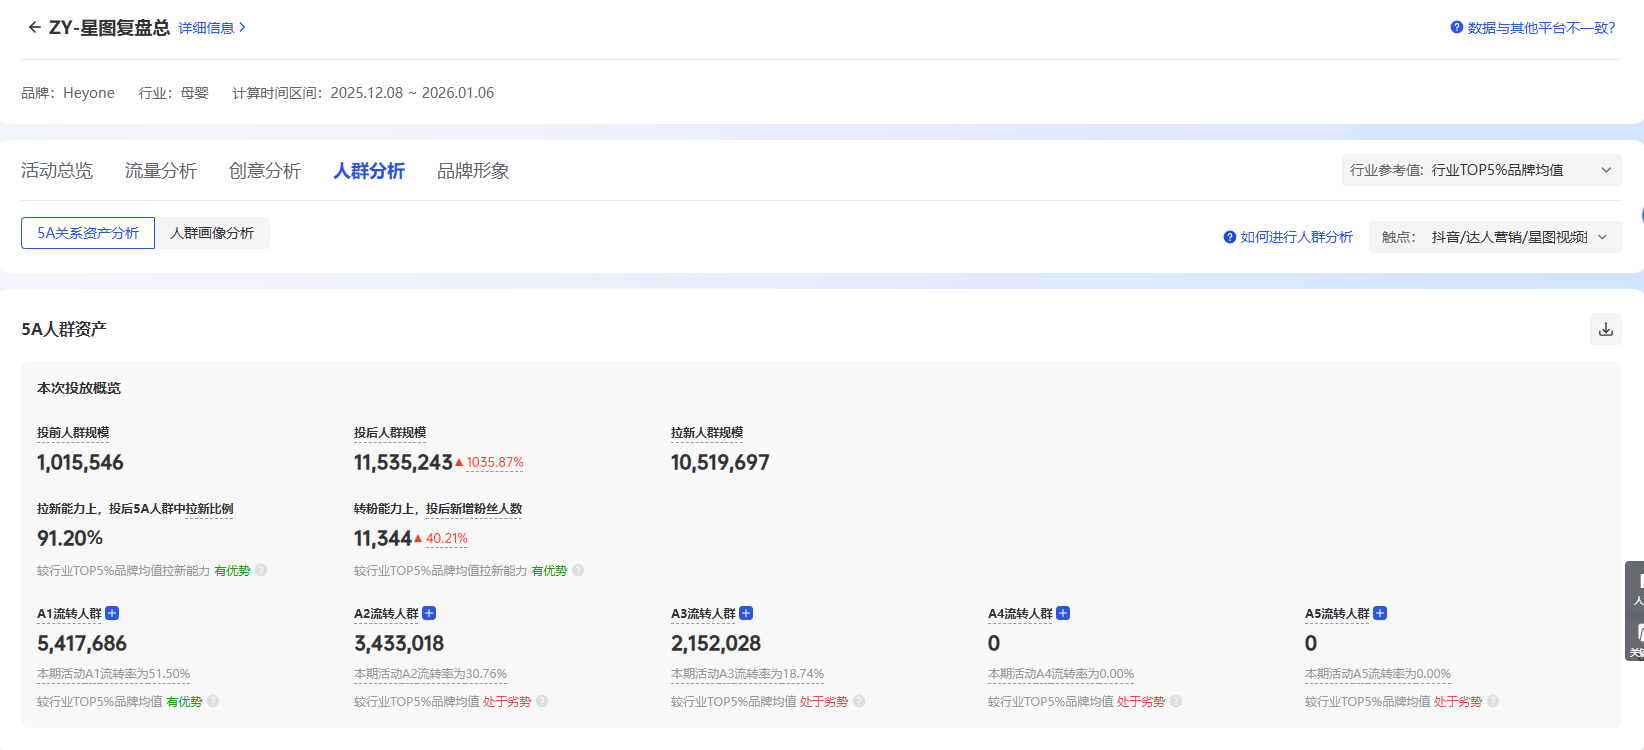 ZY-星图复盘总 详细信息
数据与其他平台不一致?
品牌：Heyone 行业：母婴 计算时间区间：2025.12.08 ~ 2026.01.06
活动总览 流量分析 创意分析 人群分析 品牌形象
行业参考值: 行业TOP5%品牌均值
5A关系资产分析 人群画像分析
如何进行人群分析 触点： 抖音/达人营销/星图视频
5A人群资产
本次投放概览
投前人群规模 投后人群规模 拉新人群规模
1,015,546 11,535,243 1035.87% 10,519,697
拉新能力上，投后5A人群中拉新比例 转粉能力上，投后新增粉丝人数
91.20% 11,344 40.21%
较行业TOP5%品牌均值拉新能力 有优势 较行业TOP5%品牌均值拉新能力 有优势
A1流转人群 A2流转人群 A3流转人群 A4流转人群 A5流转人群
5,417,686 3,433,018 2,152,028 0 0
本期活动A1流转率为51.50% 本期活动A2流转率为30.76% 本期活动A3流转率为18.74% 本期活动A4流转率为0.00% 本期活动A5流转率为0.00%
较行业TOP5%品牌均值 有优势 较行业TOP5%品牌均值 处于劣势 较行业TOP5%品牌均值 处于劣势 较行业TOP5%品牌均值 处于劣势 较行业TOP5%品牌均值 处于劣势